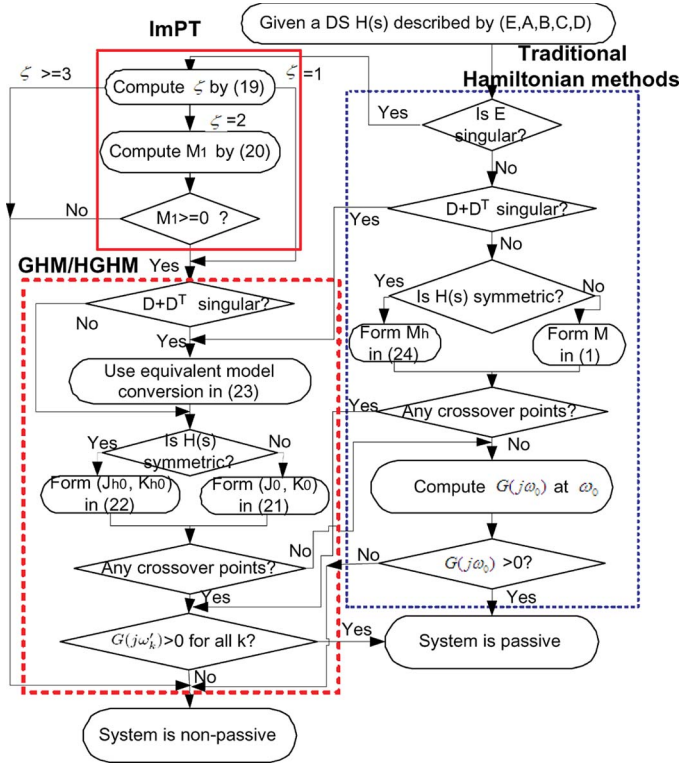 Given a DS H(s) described by (E,A,B,C,D)
ImPT
Traditional
Hamiltonian methods
ζ >=3
Compute ζ by (19)
ζ =1
ζ =2
Compute M1 by (20)
No
M1>=0 ?
Yes
Yes
Is E
singular?
No
Yes
D+DT singular?
No
Yes
Is H(s) symmetric?
No
Form Mh
in (24)
Form M
in (1)
Yes
Any crossover points?
No
Compute G(jω0) at ω0
No
G(jω0) >0?
Yes
System is passive
GHM/HGHM
D+DT singular?
No
Yes
Use equivalent model
conversion in (23)
Is H(s)
symmetric?
Yes
No
Form (Jh0, Kh0)
in (22)
Form (J0, K0)
in (21)
Any crossover points?
No
Yes
G(jω′k)>0 for all k?
Yes
No
System is non-passive